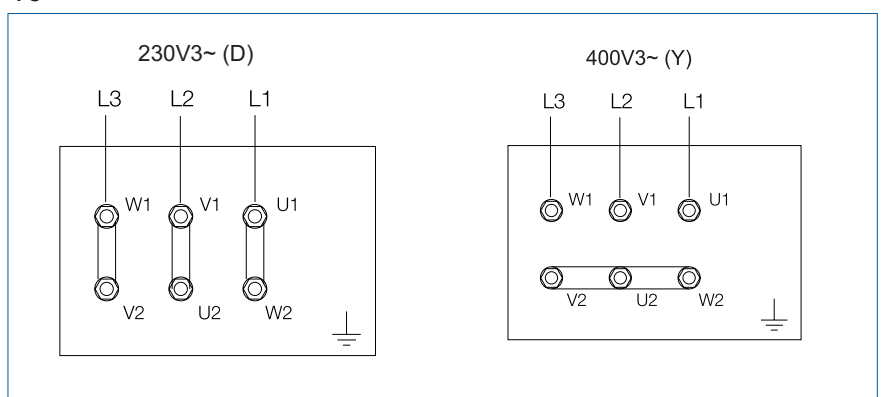 230V3~ (D)
400V3~ (Y)
L3 L2 L1
L3 L2 L1
W1 V1 U1
W1 V1 U1
V2 U2 W2
V2 U2 W2